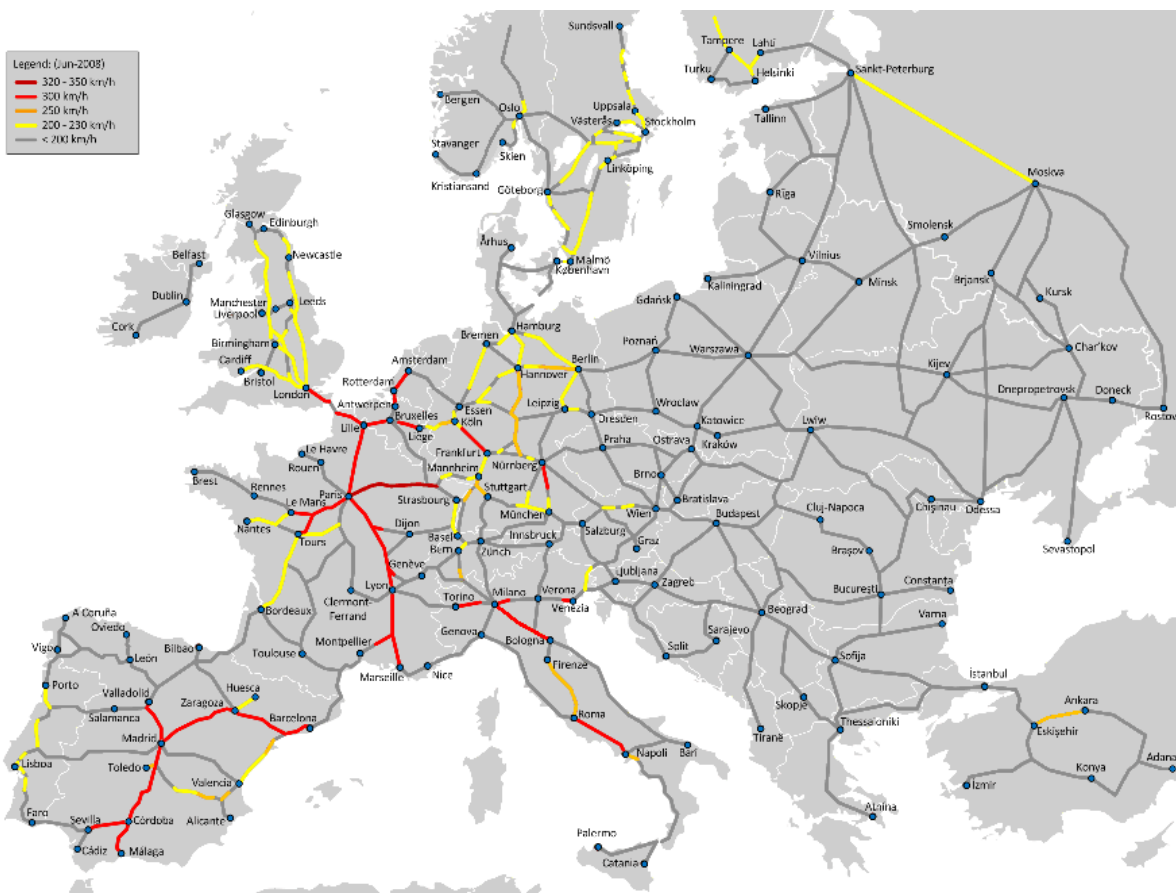 Sundsvall
Legend: (Jun-2008)
320 - 350 km/h
300 km/h
250 km/h
200 - 230 km/h
< 200 km/h
Tampere
Lahti
Turku
Helsinki
Sankt-Peterburg
Bergen
Oslo
Uppsala
Västerås
Stockholm
Tallinn
Stavanger
Skien
Linköping
Kristiansand
Göteborg
Rīga
Moskva
Glasgow
Edinburgh
Smolensk
Belfast
Newcastle
Århus
Malmö
København
Vilnius
Kaliningrad
Minsk
Brjansk
Dublin
Manchester
Leeds
Liverpool
Gdańsk
Kursk
Cork
Birmingham
Hamburg
Bremen
Poznań
Warszawa
Char'kov
Cardiff
Bristol
Amsterdam
Berlin
Hannover
Kijev
London
Rotterdam
Antwerpen
Essen
Leipzig
Wrocław
Dnepropetrovsk
Doneck
Rostov
Bruxelles
Köln
Dresden
Katowice
Lille
Liège
Kraków
Lwíw
Le Havre
Frankfurt
Praha
Ostrava
Rouen
Mannheim
Nürnberg
Brno
Brest
Rennes
Paris
Strasbourg
Stuttgart
Bratislava
Le Mans
München
Wien
Chișinau
Odessa
Nantes
Dijon
Basel
Salzburg
Budapest
Cluj-Napoca
Tours
Bern
Zürich
Innsbruck
Graz
Sevastopol
Genève
Ljubljana
Brașov
Lyon
Zagreb
Clermont-
Ferrand
Torino
Milano
Verona
Venezia
București
Constanța
A Coruña
Bordeaux
Beograd
Varna
Oviedo
Genova
Bologna
Vigo
León
Bilbao
Toulouse
Montpellier
Split
Sarajevo
Sofija
Marseille
Nice
Firenze
Porto
Valladolid
Huesca
İstanbul
Zaragoza
Ankara
Salamanca
Barcelona
Roma
Skopje
Thessaloniki
Eskişehir
Madrid
Tiranë
Lisboa
Toledo
Napoli
Bari
Konya
Adana
Valencia
İzmir
Faro
Sevilla
Córdoba
Alicante
Athína
Cádiz
Málaga
Palermo
Catania